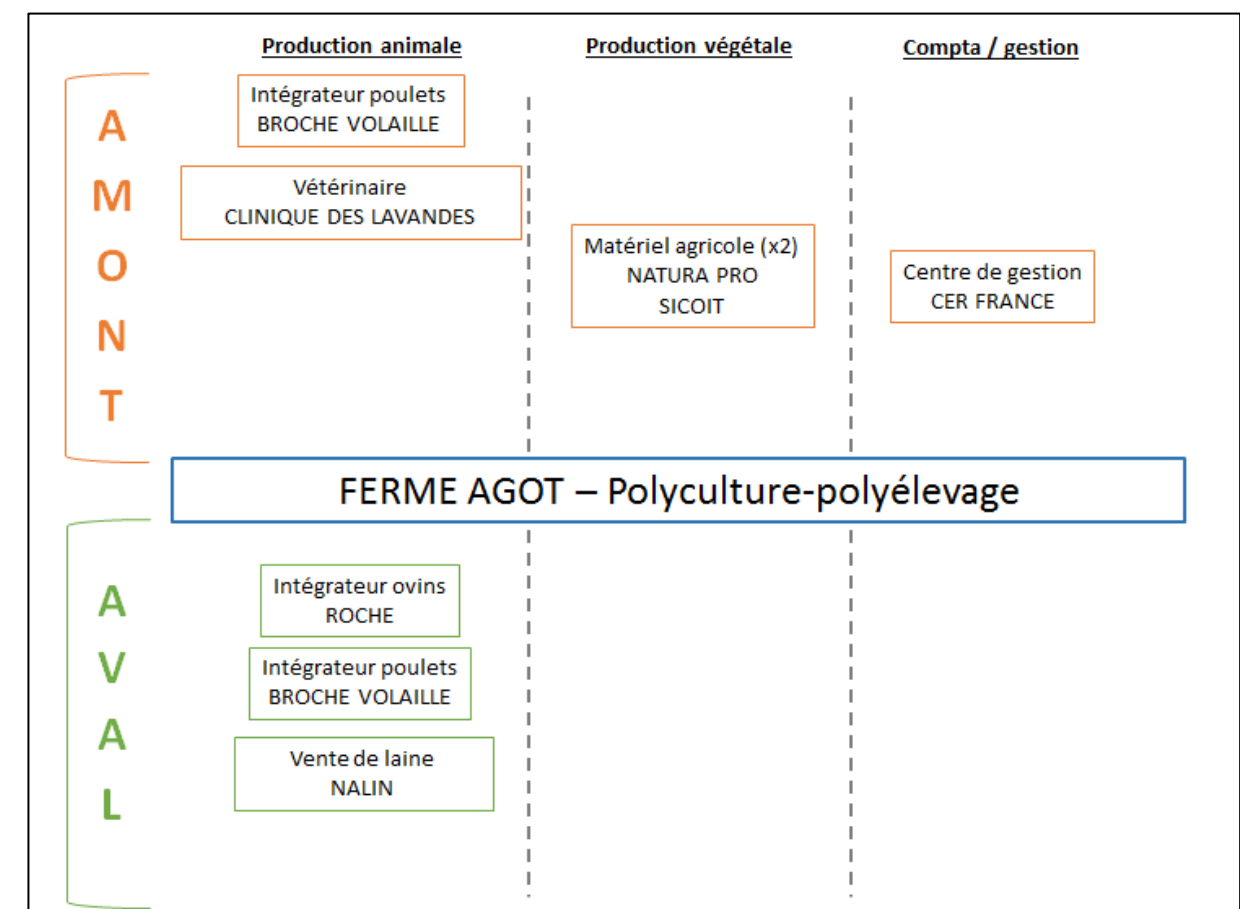 Production animale
Production végétale
Compta / gestion
A
M
O
N
T
Intégrateur poulets
BROCHE VOLAILLE
Vétérinaire
CLINIQUE DES LAVANDES
Matériel agricole (x2)
NATURA PRO
SICOIT
Centre de gestion
CER FRANCE
FERME AGOT – Polyculture-polyélevage
A
V
A
L
Intégrateur ovins
ROCHE
Intégrateur poulets
BROCHE VOLAILLE
Vente de laine
NALIN